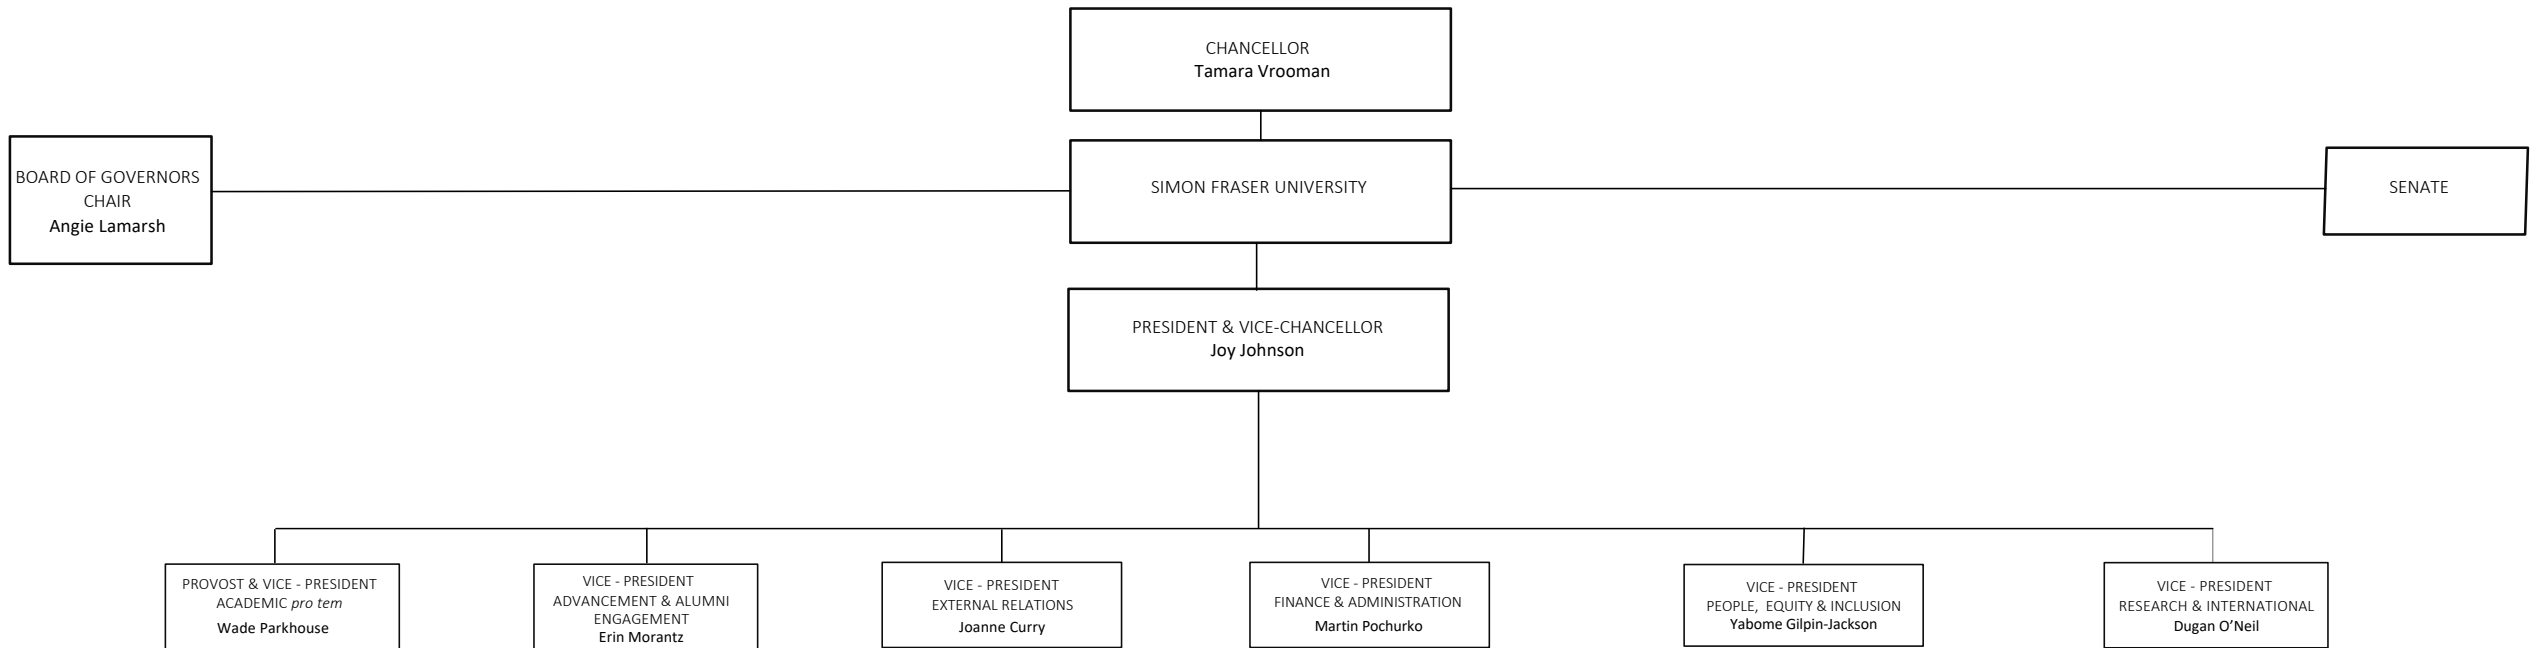 CHANCELLOR
Tamara Vrooman
BOARD OF GOVERNORS
CHAIR
Angie Lamarsh
SIMON FRASER UNIVERSITY
SENATE
PRESIDENT & VICE-CHANCELLOR
Joy Johnson
PROVOST & VICE - PRESIDENT
ACADEMIC pro tem
Wade Parkhouse
VICE - PRESIDENT
ADVANCEMENT & ALUMNI
ENGAGEMENT
Erin Morantz
VICE - PRESIDENT
EXTERNAL RELATIONS
Joanne Curry
VICE - PRESIDENT
FINANCE & ADMINISTRATION
Martin Pochurko
VICE - PRESIDENT
PEOPLE, EQUITY & INCLUSION
Yabome Gilpin-Jackson
VICE - PRESIDENT
RESEARCH & INTERNATIONAL
Dugan O’Neil